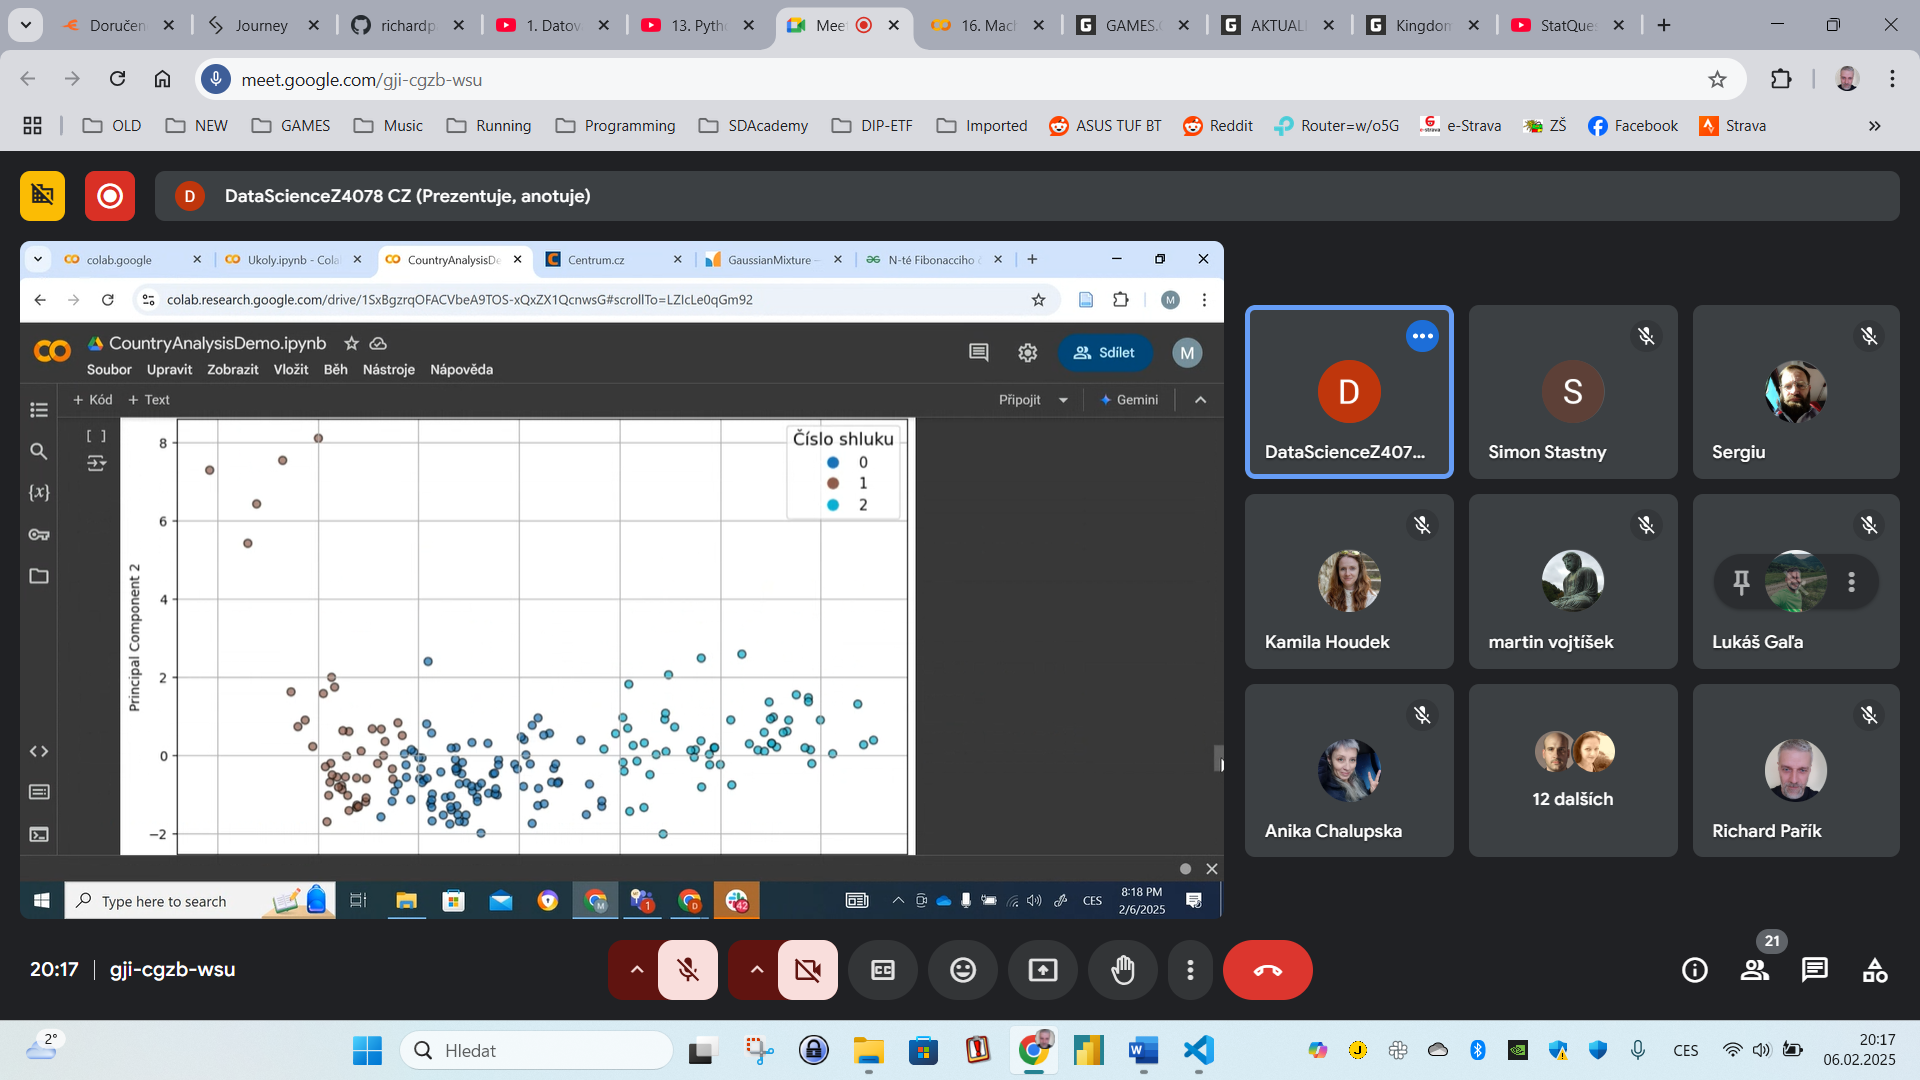 Doručen
Journey
richardp
1. Datov
13. Pytho
Meet
16. Mach
GAMES.
AKTUAL
Kingdom
StatQues
meet.google.com/gji-cgzb-wsu
OLD
NEW
GAMES
Music
Running
Programming
SDAcademy
DIP-ETF
Imported
ASUS TUF BT
Reddit
Router=w/o5G
e-Strava
ZŠ
Facebook
Strava
D
DataScienceZ4078 CZ (Prezentuje, anotuje)
colab.google
Ukoly.ipynb - Cola
CountryAnalysisDe
Centrum.cz
GaussianMixture –
N-té Fibonacciho
colab.research.google.com/drive/1SxBgzrqOFACVbeA9TOS-xQxZX1QcnwsG#scrollTo=LZIcLe0qGm92
M
CountryAnalysisDemo.ipynb
Soubor Upravit Zobrazit Vložit Běh Nástroje Nápověda
Sdílet
M
+ Kód + Text
Připojit
Gemini
Číslo shluku
0
1
2
8
6
4
2
0
−2
Principal Component 2
Type here to search
CES
8:18 PM
2/6/2025
D
DataScienceZ407...
S
Simon Stastny
Sergiu
Kamila Houdek
martin vojtíšek
Lukáš Gaľa
Anika Chalupska
12 dalších
Richard Pařík
20:17
gji-cgzb-wsu
21
2°
Hledat
CES
20:17
06.02.2025